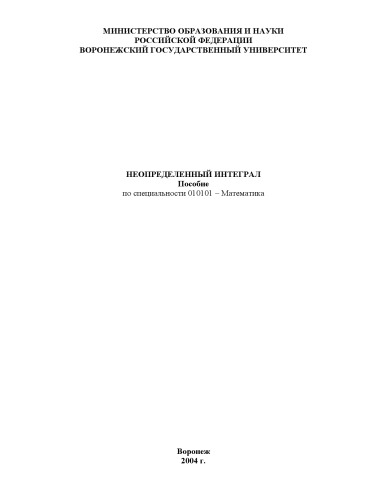 МИНИСТЕРСТВО ОБРАЗОВАНИЯ И НАУКИ
РОССИЙСКОЙ ФЕДЕРАЦИИ
ВОРОНЕЖСКИЙ ГОСУДАРСТВЕННЫЙ УНИВЕРСИТЕТ
НЕОПРЕДЕЛЕННЫЙ ИНТЕГРАЛ
Пособие
по специальности 010101 – Математика
Воронеж
2004 г.